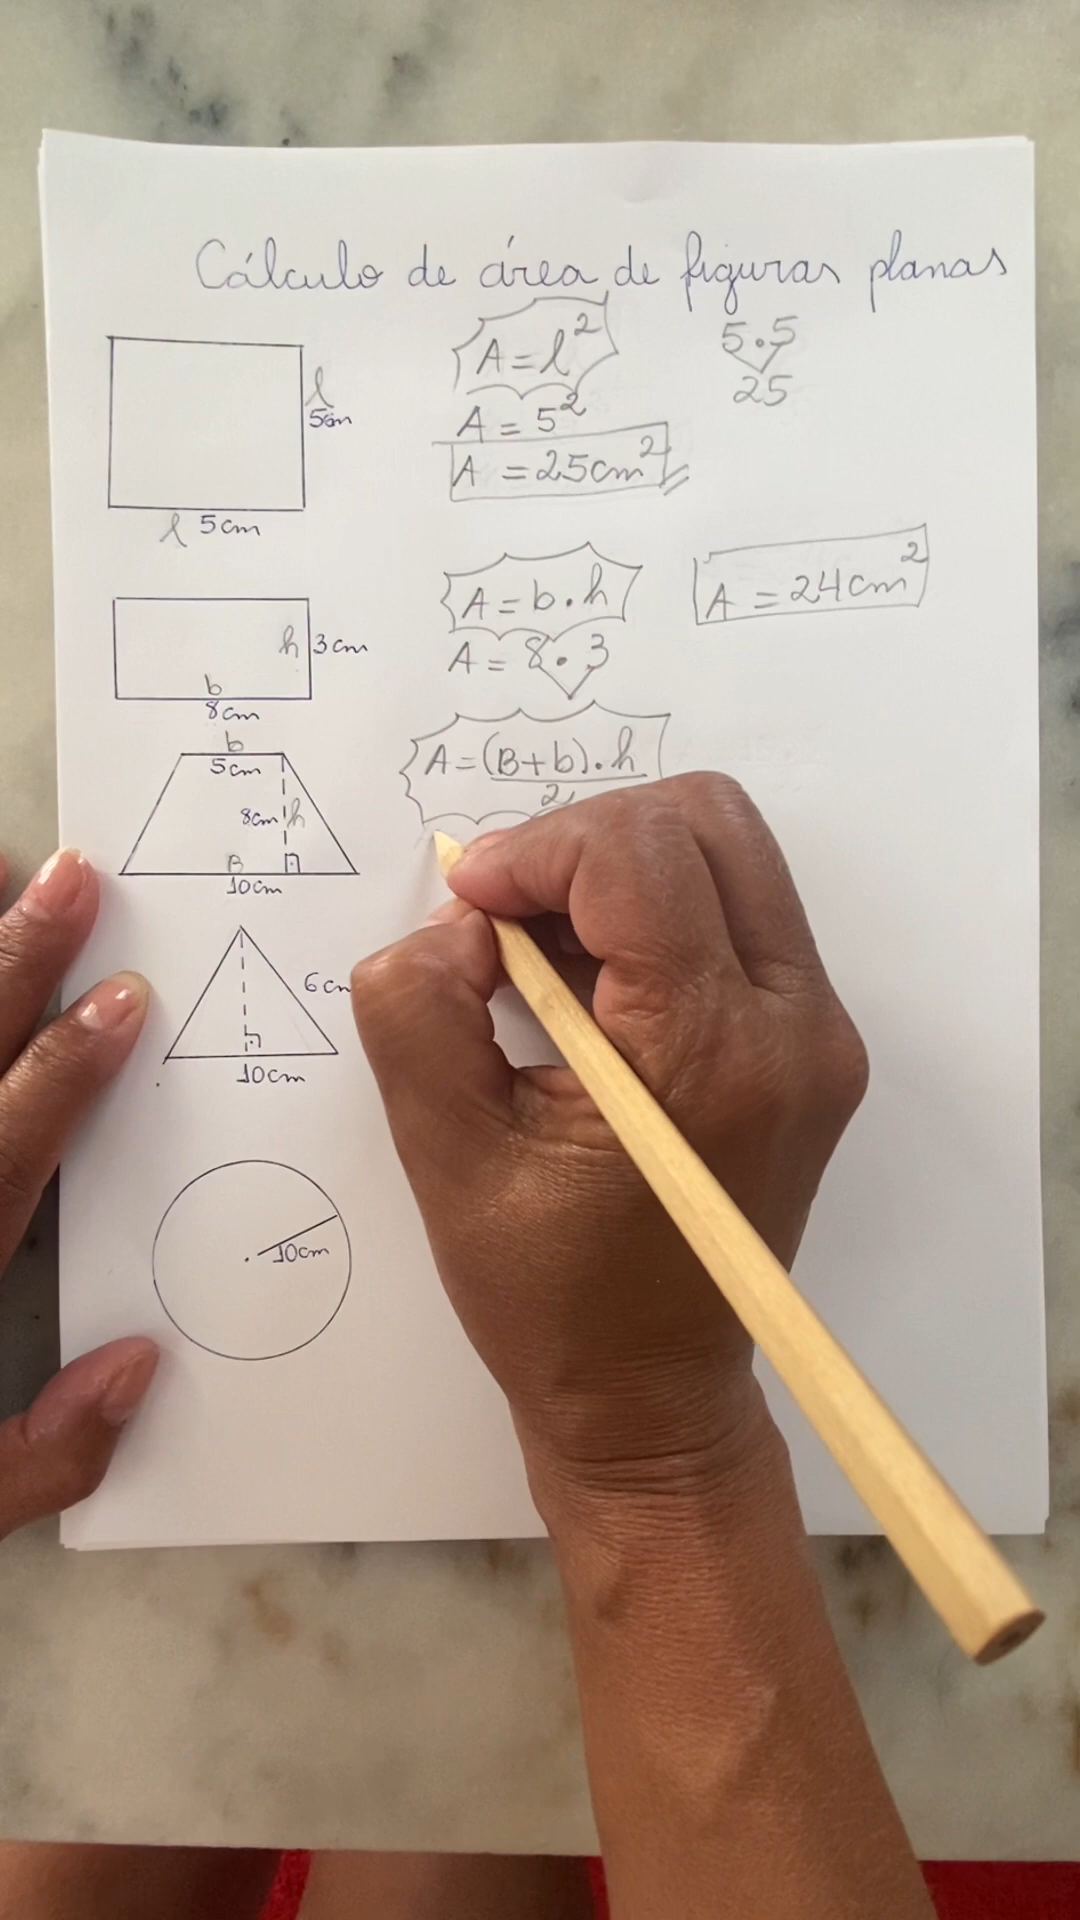 Cálculo de área de figuras planas
l
5cm
l 5cm
A = l²
A = 5²
A = 25cm²
5.5
25
h 3cm
b
8cm
A = b.h
A = 8.3
A = 24cm²
b
5cm
8cm h
B
10cm
A = (B+b).h
2
6cm
10cm
10cm